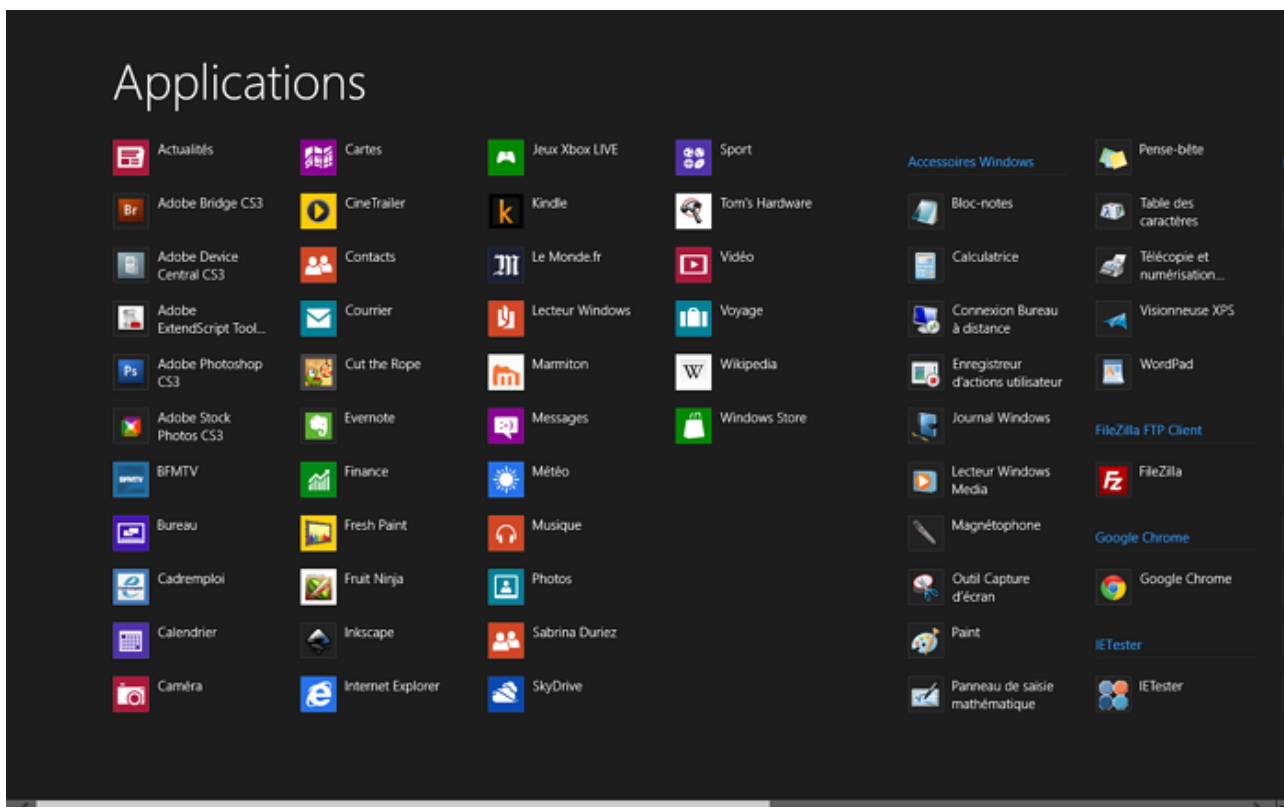 Applications
Actualités
Adobe Bridge CS3
Adobe Device
Central CS3
Adobe
ExtendScript Tool...
Adobe Photoshop
CS3
Adobe Stock
Photos CS3
BFMTV
Bureau
Cadremploi
Calendrier
Caméra
Cartes
CineTrailer
Contacts
Courrier
Cut the Rope
Evernote
Finance
Fresh Paint
Fruit Ninja
Inkscape
Internet Explorer
Jeux Xbox LIVE
Kindle
Le Monde.fr
Lecteur Windows
Marmiton
Messages
Météo
Musique
Photos
Sabrina Duriez
SkyDrive
Sport
Tom's Hardware
Vidéo
Voyage
Wikipedia
Windows Store
Accessoires Windows
Bloc-notes
Calculatrice
Connexion Bureau
à distance
Enregistreur
d'actions utilisateur
Journal Windows
Lecteur Windows
Media
Magnétophone
Outil Capture
d'écran
Paint
Panneau de saisie
mathématique
Pense-bête
Table des
caractères
Télécopie et
numérisation...
Visionneuse XPS
WordPad
FileZilla FTP Client
FileZilla
Google Chrome
Google Chrome
IETester
IETester